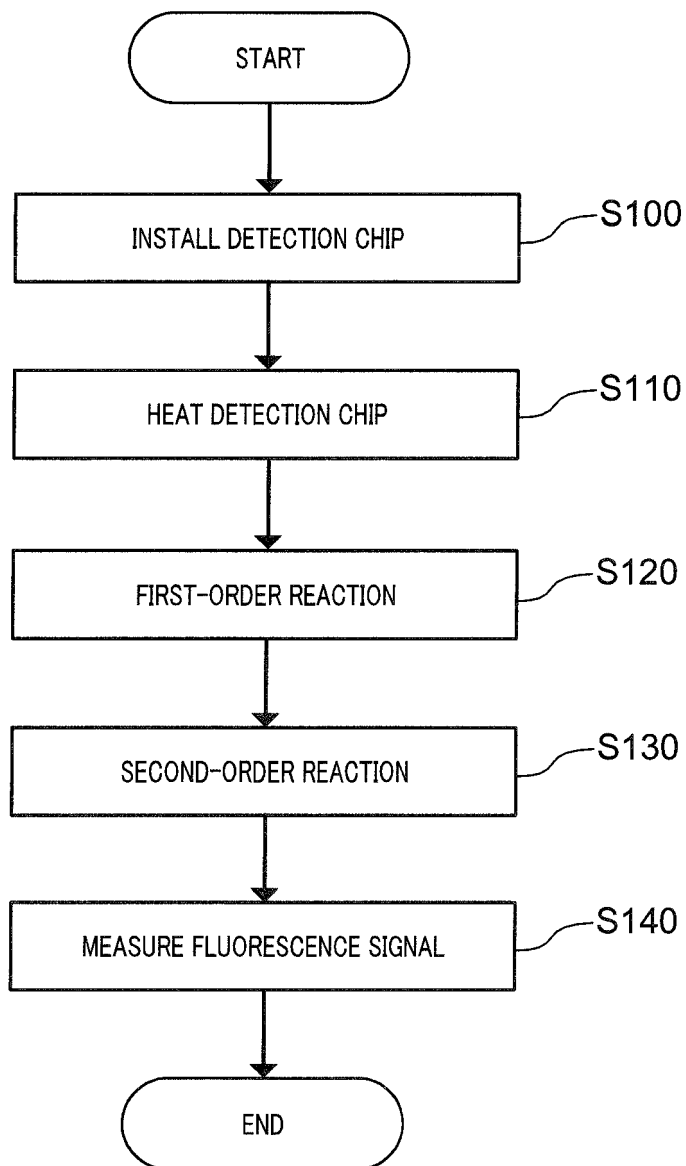 START
INSTALL DETECTION CHIP
S100
HEAT DETECTION CHIP
S110
FIRST-ORDER REACTION
S120
SECOND-ORDER REACTION
S130
MEASURE FLUORESCENCE SIGNAL
S140
END